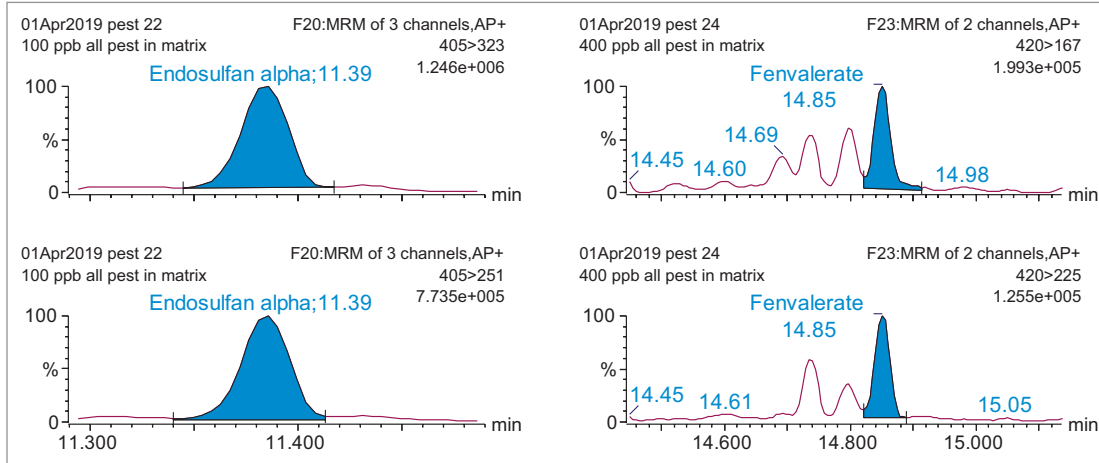 01Apr2019 pest 22 F20:MRM of 3 channels,AP+
100 ppb all pest in matrix 405>323
1.246e+006
Endosulfan alpha;11.39
100
%
0
min
01Apr2019 pest 24 F23:MRM of 2 channels,AP+
400 ppb all pest in matrix 420>167
1.993e+005
Fenvalerate
14.85
100
14.69
%
14.45 14.60 14.98
0
min
01Apr2019 pest 22 F20:MRM of 3 channels,AP+
100 ppb all pest in matrix 405>251
7.735e+005
Endosulfan alpha;11.39
100
%
0
min
11.300 11.400
01Apr2019 pest 24 F23:MRM of 2 channels,AP+
400 ppb all pest in matrix 420>225
1.255e+005
Fenvalerate
14.85
100
%
14.45 14.61 15.05
0
min
14.600 14.800 15.000